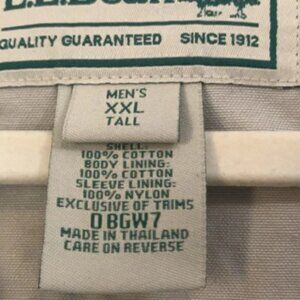 L.L.Bean
QUALITY GUARANTEED SINCE 1912
MEN'S
XXL
TALL
SHELL:
100% COTTON
BODY LINING:
100% COTTON
SLEEVE LINING:
100% NYLON
EXCLUSIVE OF TRIMS
0BGW7
MADE IN THAILAND
CARE ON REVERSE